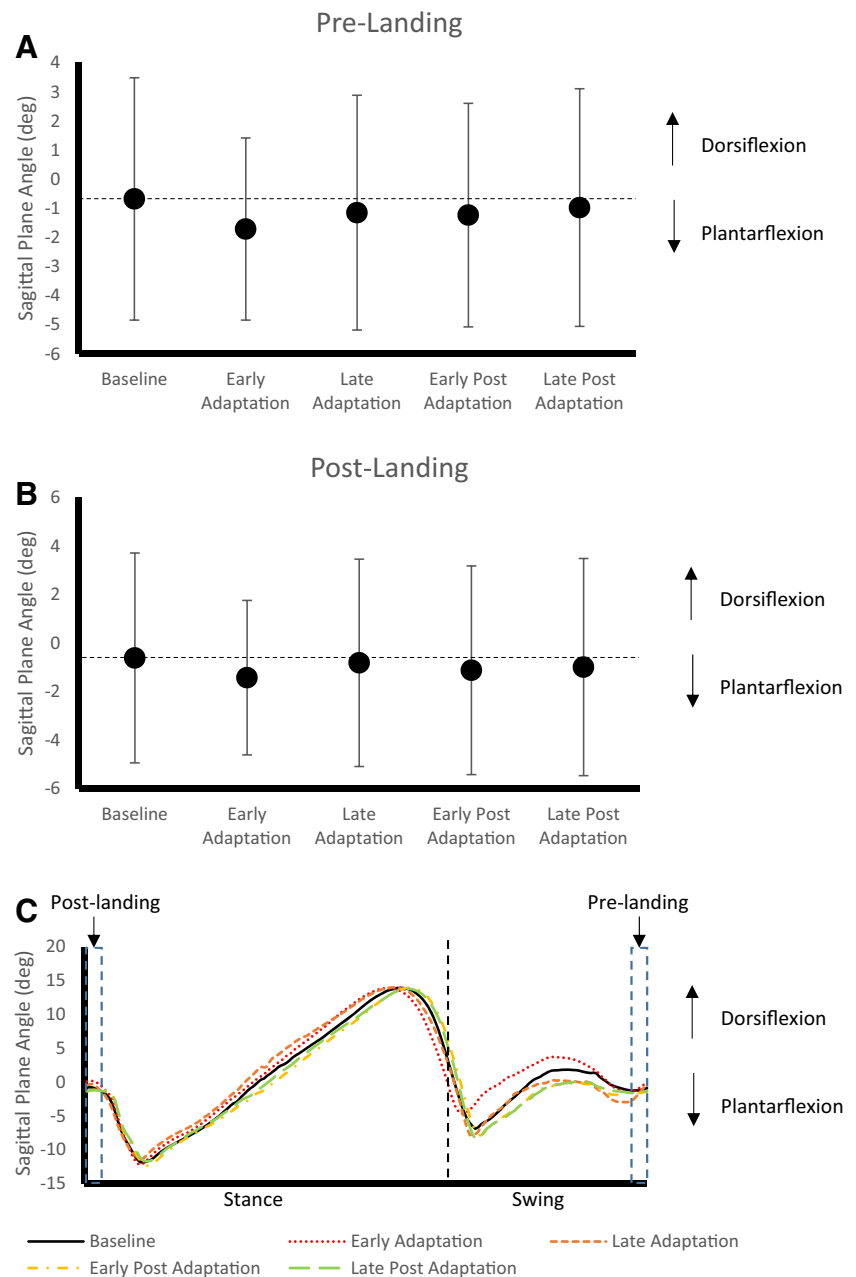 A
Pre-Landing
Sagittal Plane Angle (deg)
4
3
2
1
0
-1
-2
-3
-4
-5
-6
Baseline
Early
Adaptation
Late
Adaptation
Early Post
Adaptation
Late Post
Adaptation
Dorsiflexion
Plantarflexion
B
Post-Landing
Sagittal Plane Angle (deg)
6
4
2
0
-2
-4
-6
Baseline
Early
Adaptation
Late
Adaptation
Early Post
Adaptation
Late Post
Adaptation
Dorsiflexion
Plantarflexion
C
Post-landing
Pre-landing
Sagittal Plane Angle (deg)
20
15
10
5
0
-5
-10
-15
Stance
Swing
Dorsiflexion
Plantarflexion
Baseline
Early Adaptation
Late Adaptation
Early Post Adaptation
Late Post Adaptation